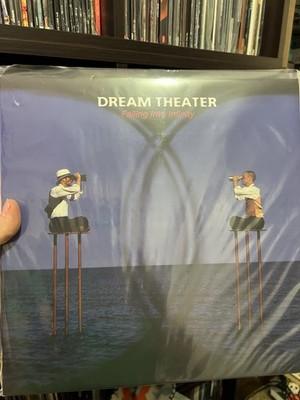 DREAM THEATER
Falling Into Infinity